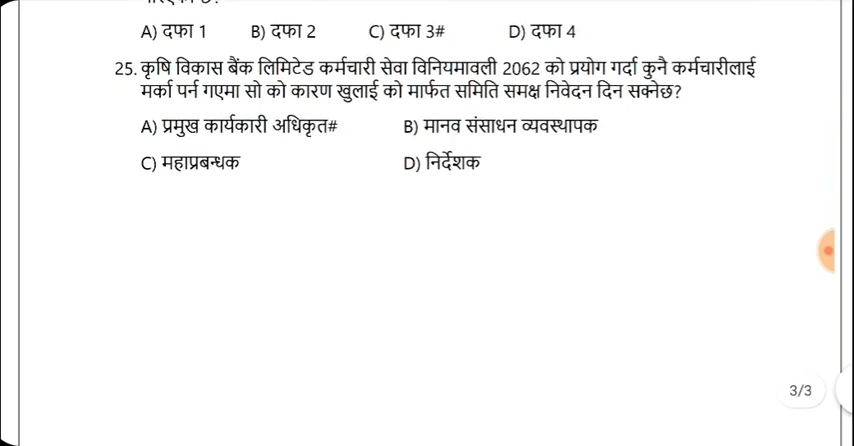 A) दफा 1 B) दफा 2 C) दफा 3# D) दफा 4
25. कृषि विकास बैंक लिमिटेड कर्मचारी सेवा विनियमावली 2062 को प्रयोग गर्दा कुनै कर्मचारीलाई
मर्का पर्न गएमा सो को कारण खुलाई को मार्फत समिति समक्ष निवेदन दिन सक्नेछ?
A) प्रमुख कार्यकारी अधिकृत# B) मानव संसाधन व्यवस्थापक
C) महाप्रबन्धक D) निर्देशक
3/3